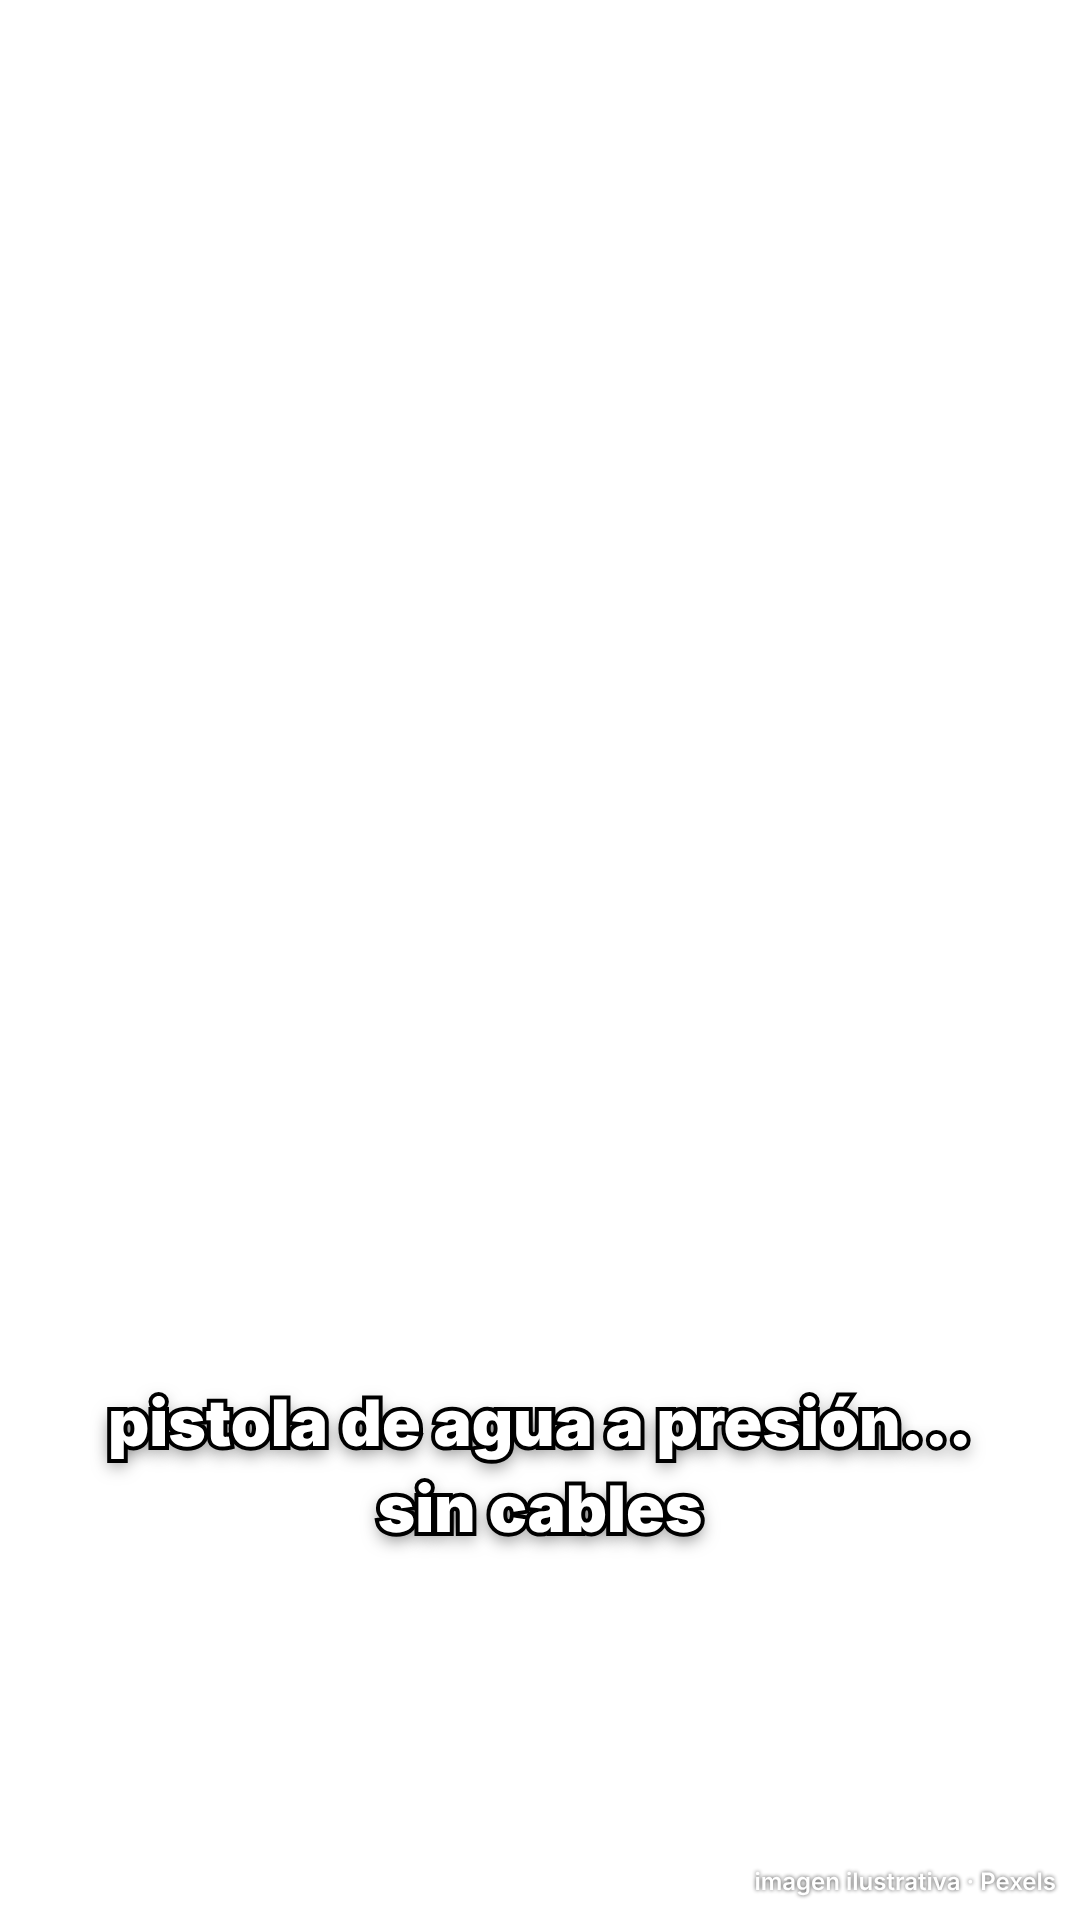 pistola de agua a presión...
sin cables
imagen ilustrativa · Pexels